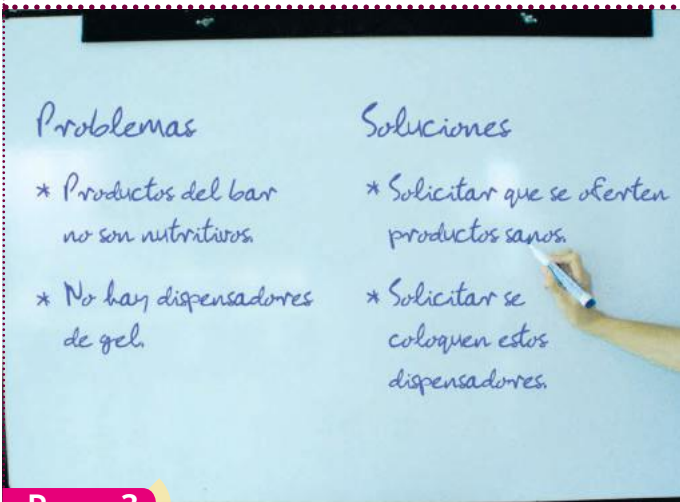 Problemas
* Productos del bar
no son nutritivos.
* No hay dispensadores
de gel.
Soluciones
* Solicitar que se oferten
productos sanos.
* Solicitar se
coloquen estos
dispensadores.